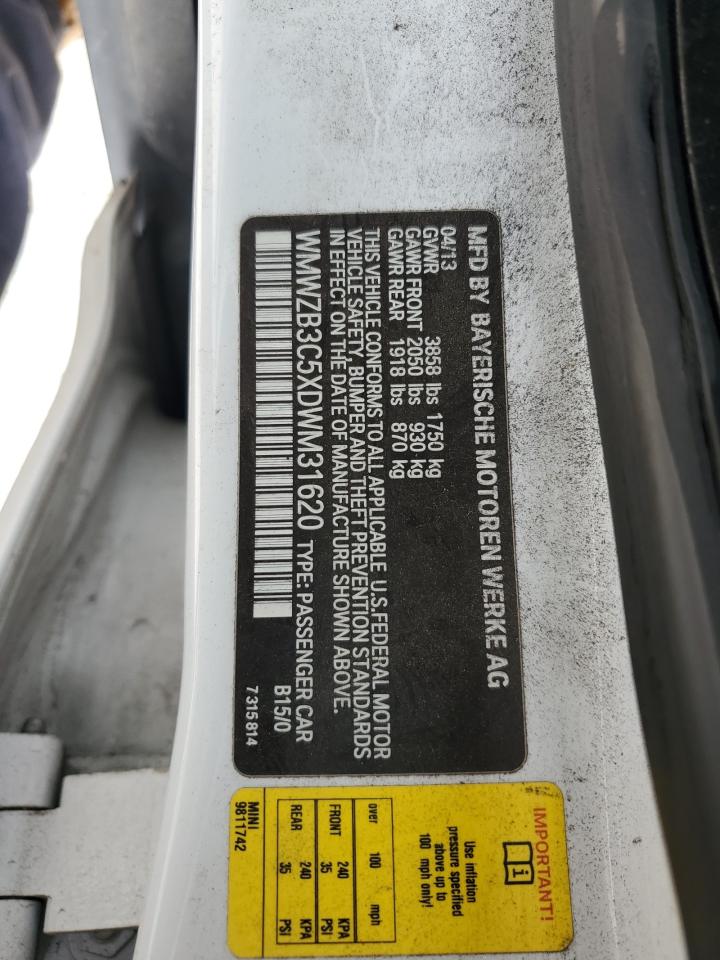 MFD BY BAYERISCHE MOTOREN WERKE AG
04/13
GVWR 3858 lbs 1750 kg
GAWR FRONT 2050 lbs 930 kg
GAWR REAR 1918 lbs 870 kg
THIS VEHICLE CONFORMS TO ALL APPLICABLE U.S.FEDERAL MOTOR
VEHICLE SAFETY, BUMPER AND THEFT PREVENTION STANDARDS
IN EFFECT ON THE DATE OF MANUFACTURE SHOWN ABOVE.
WMWZB3C5XDWM31620 TYPE: PASSENGER CAR
B15/0
7 315 814
IMPORTANT!
i
Use inflation
pressure specified
above up to
100 mph only!
over 100 mph
FRONT 240 KPA
35 PSI
REAR 240 KPA
35 PSI
MINI
9811742